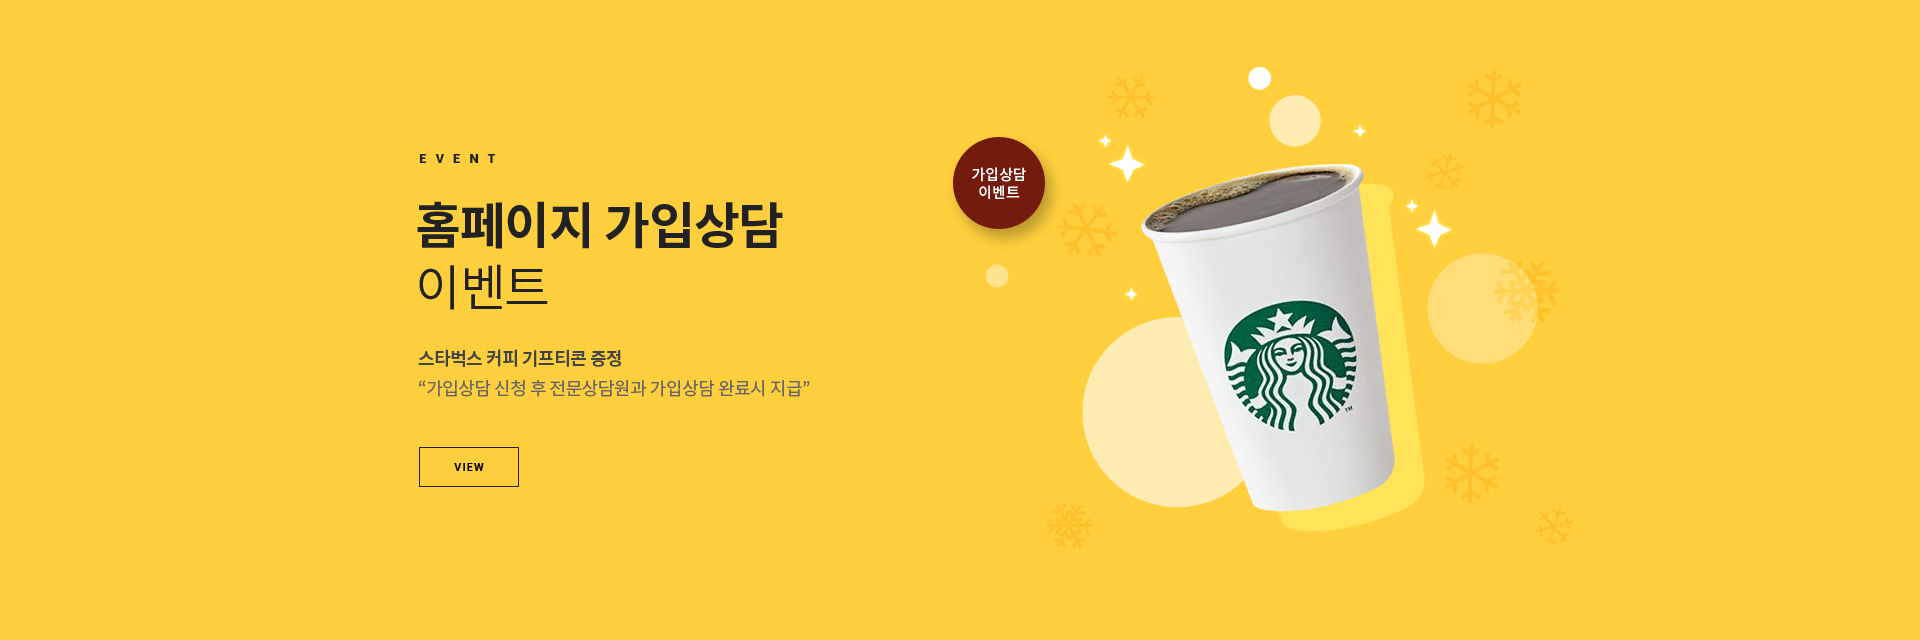 EVENT
홈페이지 가입상담
이벤트
스타벅스 커피 기프티콘 증정
“가입상담 신청 후 전문상담원과 가입상담 완료시 지급”
VIEW
가입상담
이벤트
TM